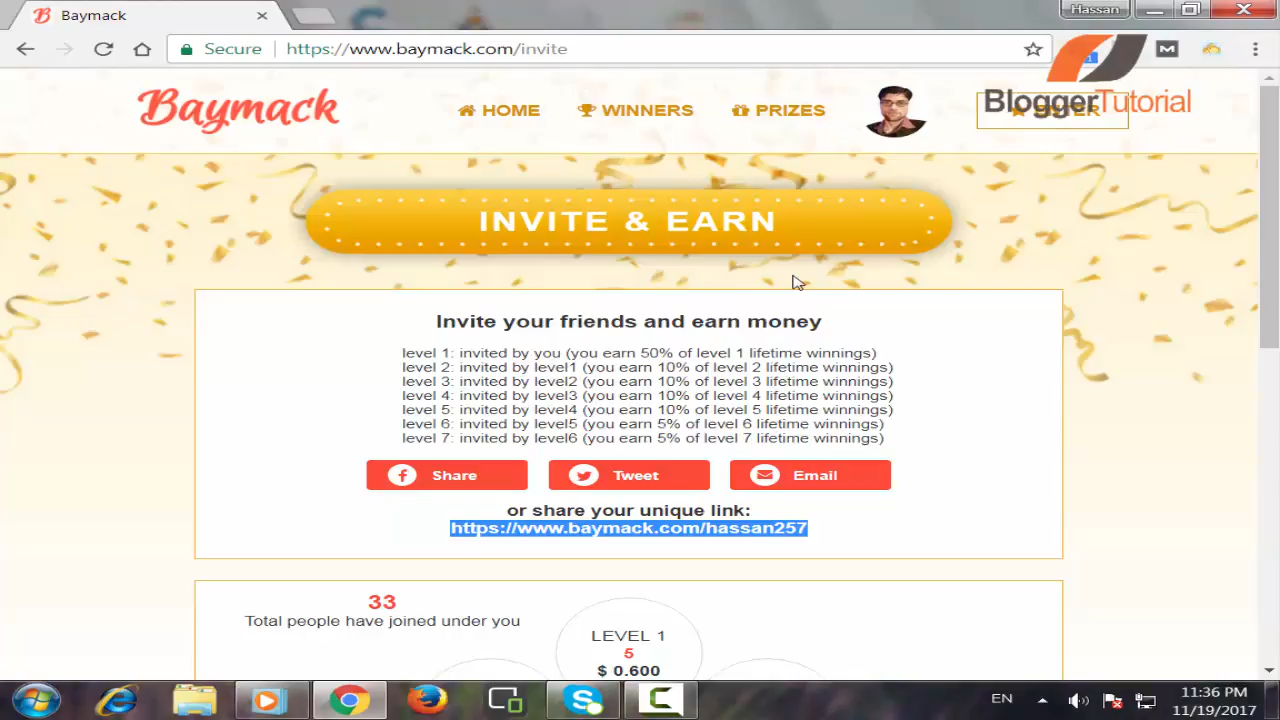 Baymack
Hassan
Secure
https://www.baymack.com/invite
Baymack
HOME
WINNERS
PRIZES
BloggerTutorial
INVITE & EARN
Invite your friends and earn money
level 1: invited by you (you earn 50% of level 1 lifetime winnings)
level 2: invited by level1 (you earn 10% of level 2 lifetime winnings)
level 3: invited by level2 (you earn 10% of level 3 lifetime winnings)
level 4: invited by level3 (you earn 10% of level 4 lifetime winnings)
level 5: invited by level4 (you earn 10% of level 5 lifetime winnings)
level 6: invited by level5 (you earn 5% of level 6 lifetime winnings)
level 7: invited by level6 (you earn 5% of level 7 lifetime winnings)
Share
Tweet
Email
or share your unique link:
https://www.baymack.com/hassan257
33
Total people have joined under you
LEVEL 1
5
$ 0.600
EN
11:36 PM
11/19/2017